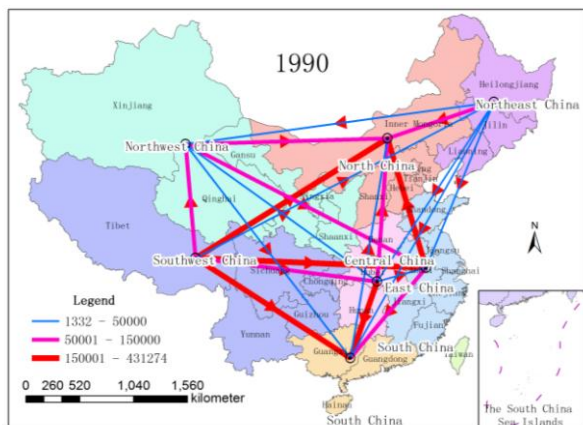 1990
Heilongjiang
Xinjiang
Northeast China
Jilin
Inner Mongolia
Liaoning
Northwest China
Gansu
North China
Tianjin
Hebei
Shanxi
Qinghai
Shandong
Shaanxi
Tibet
Henan
Southwest China
Central China
Sichuan
Shanghai
Chongqing
East China
Legend
1332 - 50000
50001 - 150000
150001 - 431274
Hunan
Jiangxi
Guizhou
Fujian
Yunnan
South China
Taiwan
Guangdong
N
0 260 520 1,040 1,560
kilometer
Hainan
South China
The South China
Sea Islands